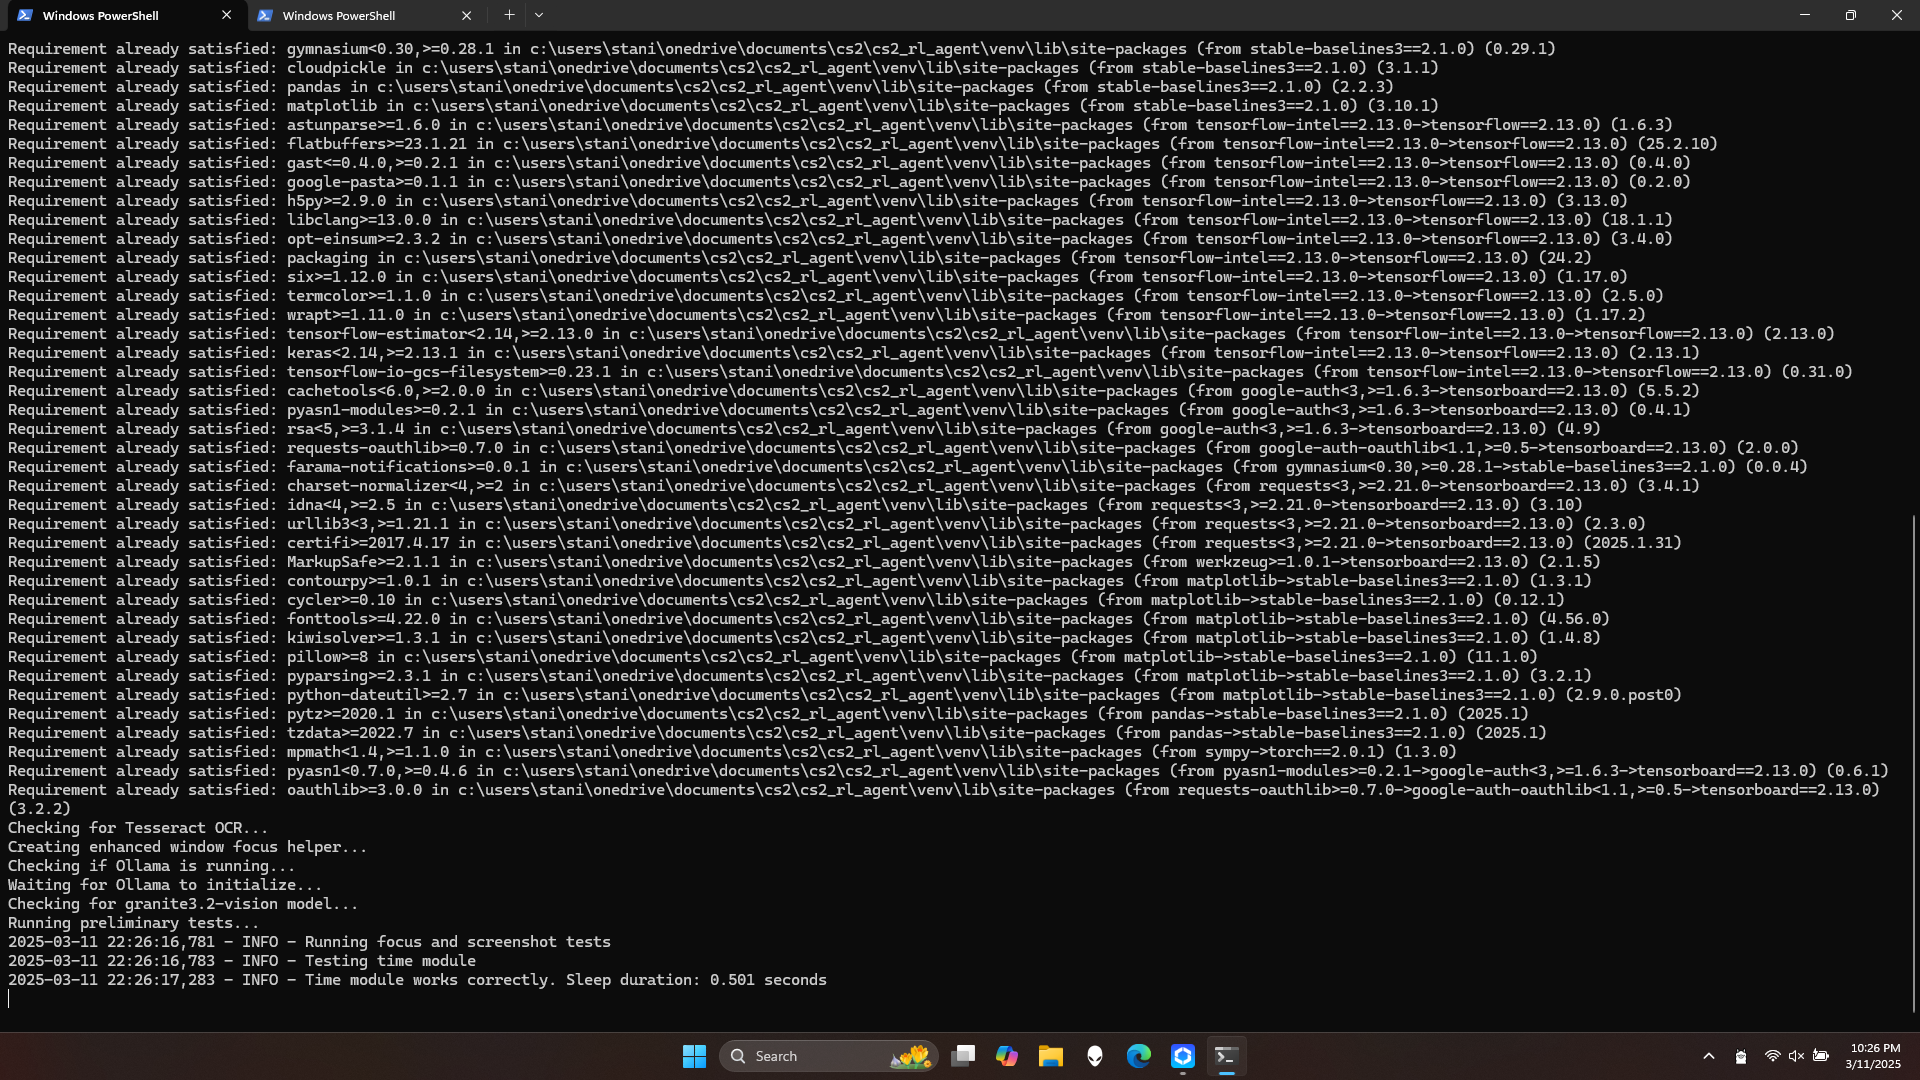 Windows PowerShell
Windows PowerShell
Requirement already satisfied: gymnasium<0.30,>=0.28.1 in c:\users\stani\onedrive\documents\cs2\cs2_rl_agent\venv\lib\site-packages (from stable-baselines3==2.1.0) (0.29.1)
Requirement already satisfied: cloudpickle in c:\users\stani\onedrive\documents\cs2\cs2_rl_agent\venv\lib\site-packages (from stable-baselines3==2.1.0) (3.1.1)
Requirement already satisfied: pandas in c:\users\stani\onedrive\documents\cs2\cs2_rl_agent\venv\lib\site-packages (from stable-baselines3==2.1.0) (2.2.3)
Requirement already satisfied: matplotlib in c:\users\stani\onedrive\documents\cs2\cs2_rl_agent\venv\lib\site-packages (from stable-baselines3==2.1.0) (3.10.1)
Requirement already satisfied: astunparse>=1.6.0 in c:\users\stani\onedrive\documents\cs2\cs2_rl_agent\venv\lib\site-packages (from tensorflow-intel==2.13.0->tensorflow==2.13.0) (1.6.3)
Requirement already satisfied: flatbuffers>=23.1.21 in c:\users\stani\onedrive\documents\cs2\cs2_rl_agent\venv\lib\site-packages (from tensorflow-intel==2.13.0->tensorflow==2.13.0) (25.2.10)
Requirement already satisfied: gast<=0.4.0,>=0.2.1 in c:\users\stani\onedrive\documents\cs2\cs2_rl_agent\venv\lib\site-packages (from tensorflow-intel==2.13.0->tensorflow==2.13.0) (0.4.0)
Requirement already satisfied: google-pasta>=0.1.1 in c:\users\stani\onedrive\documents\cs2\cs2_rl_agent\venv\lib\site-packages (from tensorflow-intel==2.13.0->tensorflow==2.13.0) (0.2.0)
Requirement already satisfied: h5py>=2.9.0 in c:\users\stani\onedrive\documents\cs2\cs2_rl_agent\venv\lib\site-packages (from tensorflow-intel==2.13.0->tensorflow==2.13.0) (3.13.0)
Requirement already satisfied: libclang>=13.0.0 in c:\users\stani\onedrive\documents\cs2\cs2_rl_agent\venv\lib\site-packages (from tensorflow-intel==2.13.0->tensorflow==2.13.0) (18.1.1)
Requirement already satisfied: opt-einsum>=2.3.2 in c:\users\stani\onedrive\documents\cs2\cs2_rl_agent\venv\lib\site-packages (from tensorflow-intel==2.13.0->tensorflow==2.13.0) (3.4.0)
Requirement already satisfied: packaging in c:\users\stani\onedrive\documents\cs2\cs2_rl_agent\venv\lib\site-packages (from tensorflow-intel==2.13.0->tensorflow==2.13.0) (24.2)
Requirement already satisfied: six>=1.12.0 in c:\users\stani\onedrive\documents\cs2\cs2_rl_agent\venv\lib\site-packages (from tensorflow-intel==2.13.0->tensorflow==2.13.0) (1.17.0)
Requirement already satisfied: termcolor>=1.1.0 in c:\users\stani\onedrive\documents\cs2\cs2_rl_agent\venv\lib\site-packages (from tensorflow-intel==2.13.0->tensorflow==2.13.0) (2.5.0)
Requirement already satisfied: wrapt>=1.11.0 in c:\users\stani\onedrive\documents\cs2\cs2_rl_agent\venv\lib\site-packages (from tensorflow-intel==2.13.0->tensorflow==2.13.0) (1.17.2)
Requirement already satisfied: tensorflow-estimator<2.14,>=2.13.0 in c:\users\stani\onedrive\documents\cs2\cs2_rl_agent\venv\lib\site-packages (from tensorflow-intel==2.13.0->tensorflow==2.13.0) (2.13.0)
Requirement already satisfied: keras<2.14,>=2.13.1 in c:\users\stani\onedrive\documents\cs2\cs2_rl_agent\venv\lib\site-packages (from tensorflow-intel==2.13.0->tensorflow==2.13.0) (2.13.1)
Requirement already satisfied: tensorflow-io-gcs-filesystem>=0.23.1 in c:\users\stani\onedrive\documents\cs2\cs2_rl_agent\venv\lib\site-packages (from tensorflow-intel==2.13.0->tensorflow==2.13.0) (0.31.0)
Requirement already satisfied: cachetools<6.0,>=2.0.0 in c:\users\stani\onedrive\documents\cs2\cs2_rl_agent\venv\lib\site-packages (from google-auth<3,>=1.6.3->tensorboard==2.13.0) (5.5.2)
Requirement already satisfied: pyasn1-modules>=0.2.1 in c:\users\stani\onedrive\documents\cs2\cs2_rl_agent\venv\lib\site-packages (from google-auth<3,>=1.6.3->tensorboard==2.13.0) (0.4.1)
Requirement already satisfied: rsa<5,>=3.1.4 in c:\users\stani\onedrive\documents\cs2\cs2_rl_agent\venv\lib\site-packages (from google-auth<3,>=1.6.3->tensorboard==2.13.0) (4.9)
Requirement already satisfied: requests-oauthlib>=0.7.0 in c:\users\stani\onedrive\documents\cs2\cs2_rl_agent\venv\lib\site-packages (from google-auth-oauthlib<1.1,>=0.5->tensorboard==2.13.0) (2.0.0)
Requirement already satisfied: farama-notifications>=0.0.1 in c:\users\stani\onedrive\documents\cs2\cs2_rl_agent\venv\lib\site-packages (from gymnasium<0.30,>=0.28.1->stable-baselines3==2.1.0) (0.0.4)
Requirement already satisfied: charset-normalizer<4,>=2 in c:\users\stani\onedrive\documents\cs2\cs2_rl_agent\venv\lib\site-packages (from requests<3,>=2.21.0->tensorboard==2.13.0) (3.4.1)
Requirement already satisfied: idna<4,>=2.5 in c:\users\stani\onedrive\documents\cs2\cs2_rl_agent\venv\lib\site-packages (from requests<3,>=2.21.0->tensorboard==2.13.0) (3.10)
Requirement already satisfied: urllib3<3,>=1.21.1 in c:\users\stani\onedrive\documents\cs2\cs2_rl_agent\venv\lib\site-packages (from requests<3,>=2.21.0->tensorboard==2.13.0) (2.3.0)
Requirement already satisfied: certifi>=2017.4.17 in c:\users\stani\onedrive\documents\cs2\cs2_rl_agent\venv\lib\site-packages (from requests<3,>=2.21.0->tensorboard==2.13.0) (2025.1.31)
Requirement already satisfied: MarkupSafe>=2.1.1 in c:\users\stani\onedrive\documents\cs2\cs2_rl_agent\venv\lib\site-packages (from werkzeug>=1.0.1->tensorboard==2.13.0) (2.1.5)
Requirement already satisfied: contourpy>=1.0.1 in c:\users\stani\onedrive\documents\cs2\cs2_rl_agent\venv\lib\site-packages (from matplotlib->stable-baselines3==2.1.0) (1.3.1)
Requirement already satisfied: cycler>=0.10 in c:\users\stani\onedrive\documents\cs2\cs2_rl_agent\venv\lib\site-packages (from matplotlib->stable-baselines3==2.1.0) (0.12.1)
Requirement already satisfied: fonttools>=4.22.0 in c:\users\stani\onedrive\documents\cs2\cs2_rl_agent\venv\lib\site-packages (from matplotlib->stable-baselines3==2.1.0) (4.56.0)
Requirement already satisfied: kiwisolver>=1.3.1 in c:\users\stani\onedrive\documents\cs2\cs2_rl_agent\venv\lib\site-packages (from matplotlib->stable-baselines3==2.1.0) (1.4.8)
Requirement already satisfied: pillow>=8 in c:\users\stani\onedrive\documents\cs2\cs2_rl_agent\venv\lib\site-packages (from matplotlib->stable-baselines3==2.1.0) (11.1.0)
Requirement already satisfied: pyparsing>=2.3.1 in c:\users\stani\onedrive\documents\cs2\cs2_rl_agent\venv\lib\site-packages (from matplotlib->stable-baselines3==2.1.0) (3.2.1)
Requirement already satisfied: python-dateutil>=2.7 in c:\users\stani\onedrive\documents\cs2\cs2_rl_agent\venv\lib\site-packages (from matplotlib->stable-baselines3==2.1.0) (2.9.0.post0)
Requirement already satisfied: pytz>=2020.1 in c:\users\stani\onedrive\documents\cs2\cs2_rl_agent\venv\lib\site-packages (from pandas->stable-baselines3==2.1.0) (2025.1)
Requirement already satisfied: tzdata>=2022.7 in c:\users\stani\onedrive\documents\cs2\cs2_rl_agent\venv\lib\site-packages (from pandas->stable-baselines3==2.1.0) (2025.1)
Requirement already satisfied: mpmath<1.4,>=1.1.0 in c:\users\stani\onedrive\documents\cs2\cs2_rl_agent\venv\lib\site-packages (from sympy->torch==2.0.1) (1.3.0)
Requirement already satisfied: pyasn1<0.7.0,>=0.4.6 in c:\users\stani\onedrive\documents\cs2\cs2_rl_agent\venv\lib\site-packages (from pyasn1-modules>=0.2.1->google-auth<3,>=1.6.3->tensorboard==2.13.0) (0.6.1)
Requirement already satisfied: oauthlib>=3.0.0 in c:\users\stani\onedrive\documents\cs2\cs2_rl_agent\venv\lib\site-packages (from requests-oauthlib>=0.7.0->google-auth-oauthlib<1.1,>=0.5->tensorboard==2.13.0)
(3.2.2)
Checking for Tesseract OCR...
Creating enhanced window focus helper...
Checking if Ollama is running...
Waiting for Ollama to initialize...
Checking for granite3.2-vision model...
Running preliminary tests...
2025-03-11 22:26:16,781 - INFO - Running focus and screenshot tests
2025-03-11 22:26:16,783 - INFO - Testing time module
2025-03-11 22:26:17,283 - INFO - Time module works correctly. Sleep duration: 0.501 seconds
Search
10:26 PM
3/11/2025